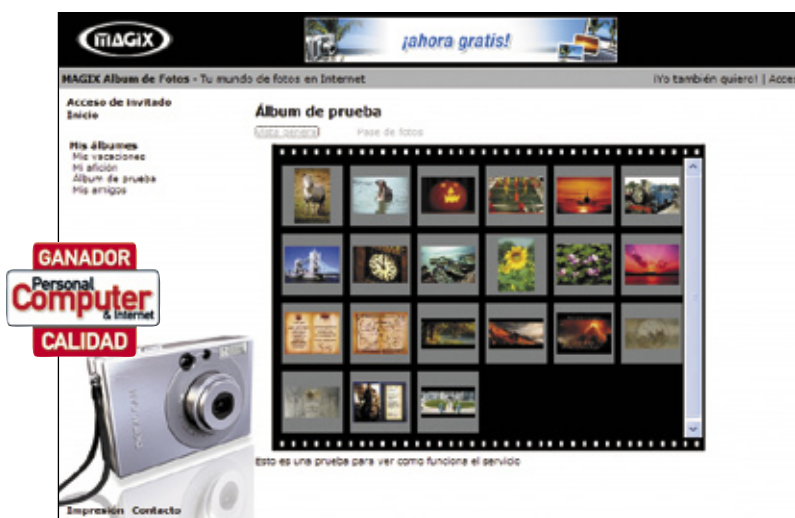 MAGIX
¡ahora gratis!
MAGIX Album de Fotos - Tu mundo de fotos en Internet
¡Yo también quiero! | Acces
Acceso de Invitado
Inicio
Álbum de prueba
Vista general
Pase de fotos
Mis álbumes
Mis vacaciones
Mi afición
Álbum de prueba
Mis amigos
GANADOR
Personal
Computer
& Internet
CALIDAD
Esto es una prueba para ver como funciona el servicio
Impresión Contacto